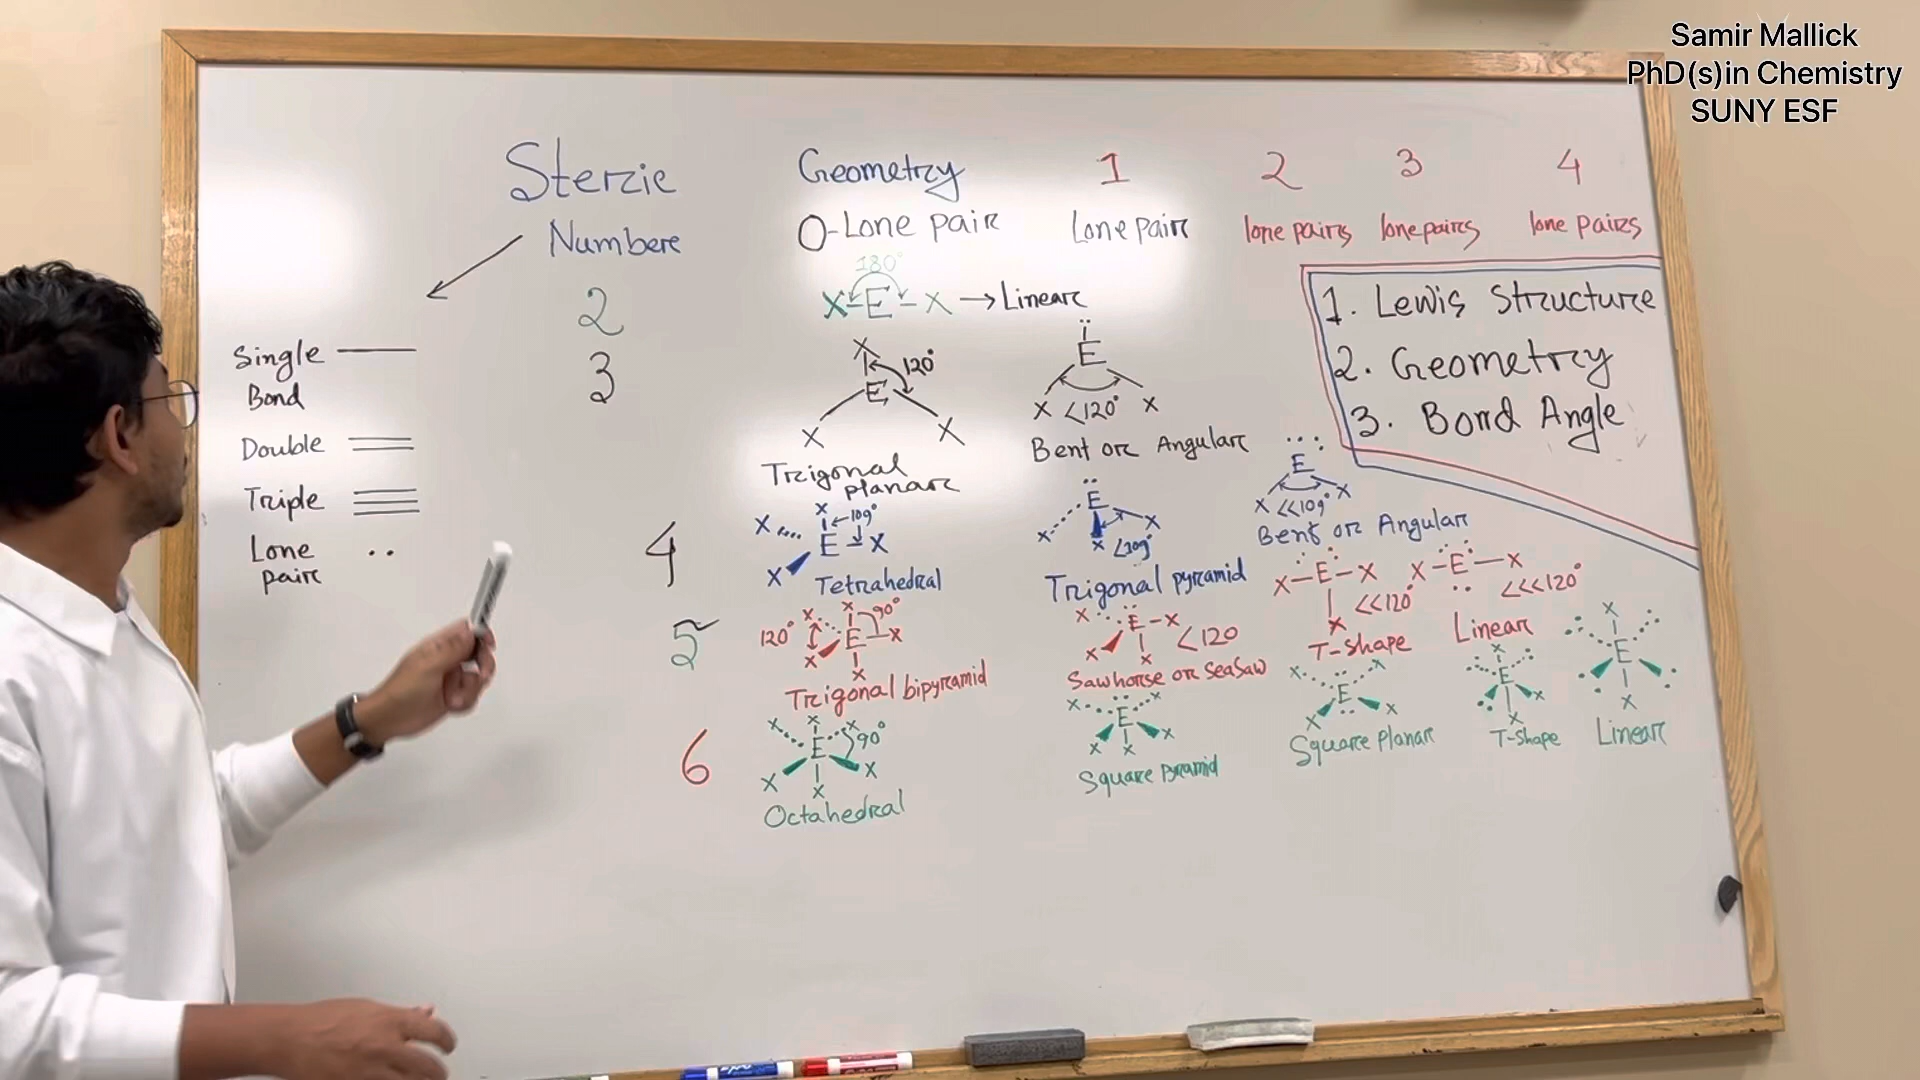 Samir Mallick
PhD(s)in Chemistry
SUNY ESF
Steric
Number
Geometry
0-Lone pair
1
Lone pair
2
lone pairs
3
lone pairs
4
lone pairs
Single
Bond
Double
Triple
Lone
pair
1. Lewis Structure
2. Geometry
3. Bond Angle
2
180°
X-E-X → Linear
3
X
120°
E
X X
Trigonal
planar
E
X <120° X
Bent or Angular
4
X X 109°
E X
X
Tetrahedral
E
X X
X <109°
Trigonal pyramid
E
X <<109° X
Bent or Angular
5
X X 90°
120° E-X
X
X
Trigonal bipyramid
X E-X
X X <120
Sawhorse or SeaSaw
X-E-X
<<120°
X
T-Shape
X-E-X
<<<120°
Linear
6
X X X
E 90°
X X
X
Octahedral
X X
E
X X X
Square pyramid
X X
E
X X
Square planar
X
E
X
X
T-Shape
X
E
X
Linear